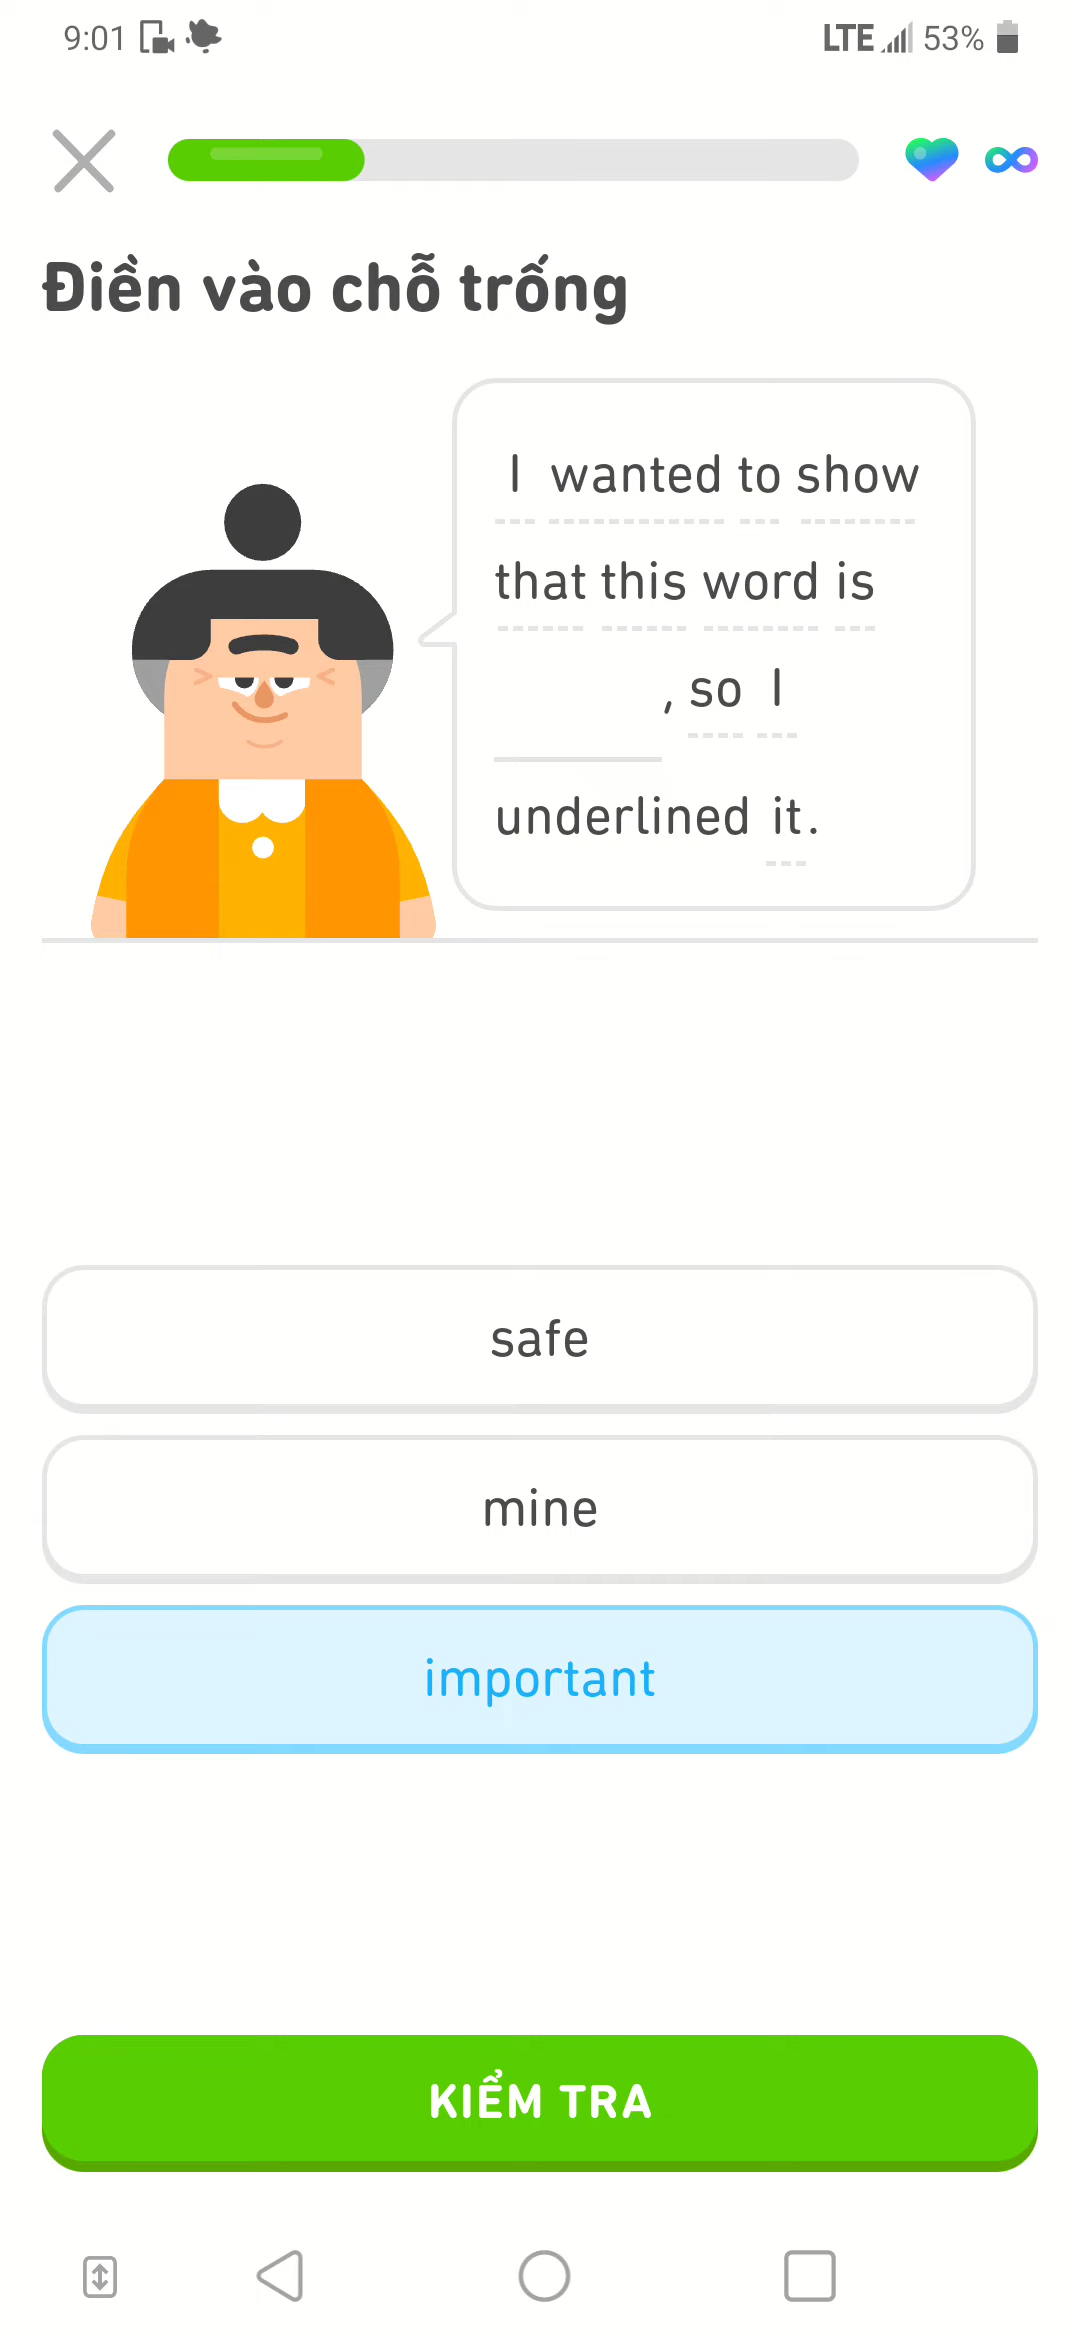 9:01
LTE 53%
Điền vào chỗ trống
I wanted to show
that this word is
, so I
underlined it.
safe
mine
important
KIỂM TRA